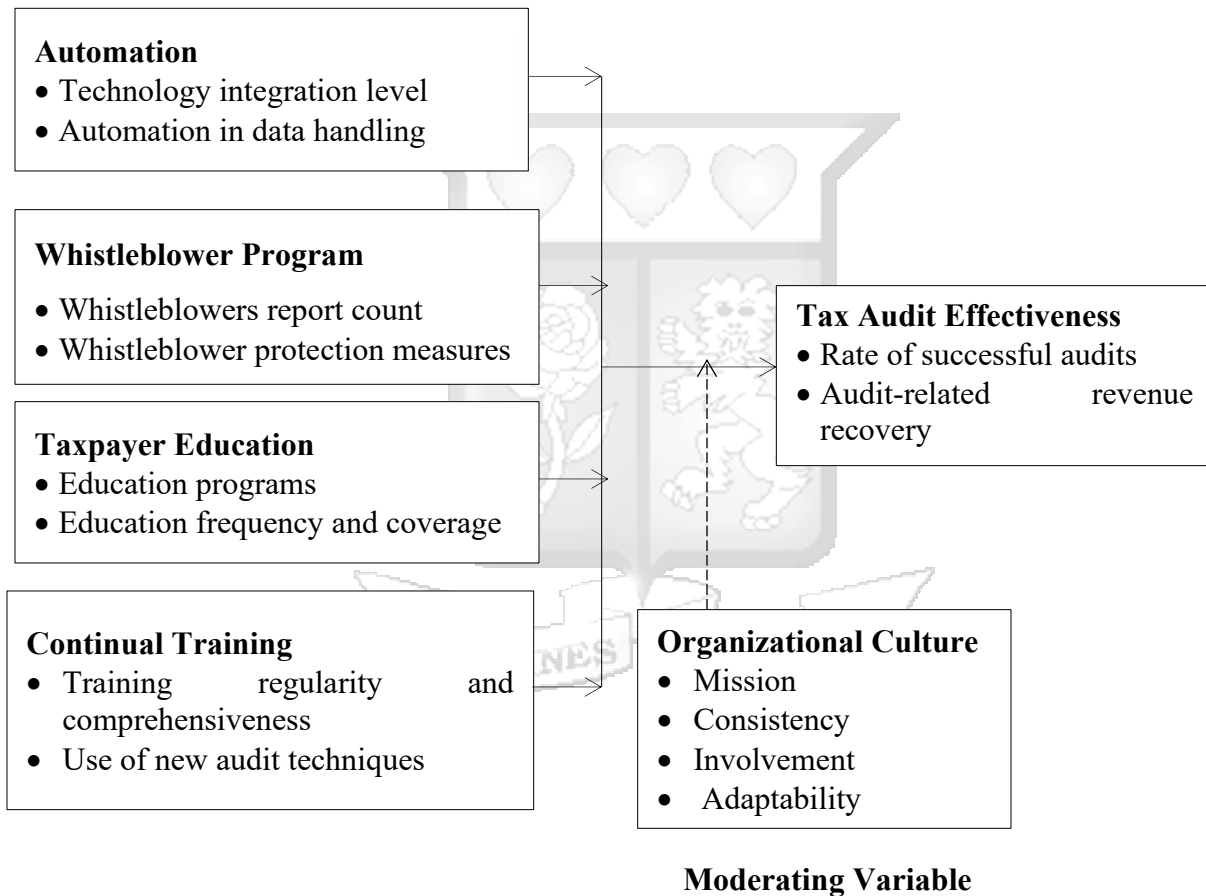 Automation
• Technology integration level
• Automation in data handling
Whistleblower Program
• Whistleblowers report count
• Whistleblower protection measures
Taxpayer Education
• Education programs
• Education frequency and coverage
Continual Training
• Training regularity and
comprehensiveness
• Use of new audit techniques
Tax Audit Effectiveness
• Rate of successful audits
• Audit-related revenue
recovery
Organizational Culture
• Mission
• Consistency
• Involvement
• Adaptability
Moderating Variable